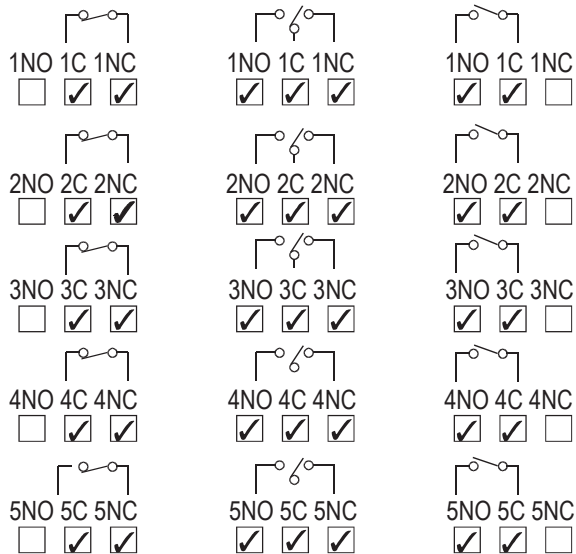 1NO 1C 1NC 1NO 1C 1NC 1NO 1C 1NC
2NO 2C 2NC 2NO 2C 2NC 2NO 2C 2NC
3NO 3C 3NC 3NO 3C 3NC 3NO 3C 3NC
4NO 4C 4NC 4NO 4C 4NC 4NO 4C 4NC
5NO 5C 5NC 5NO 5C 5NC 5NO 5C 5NC